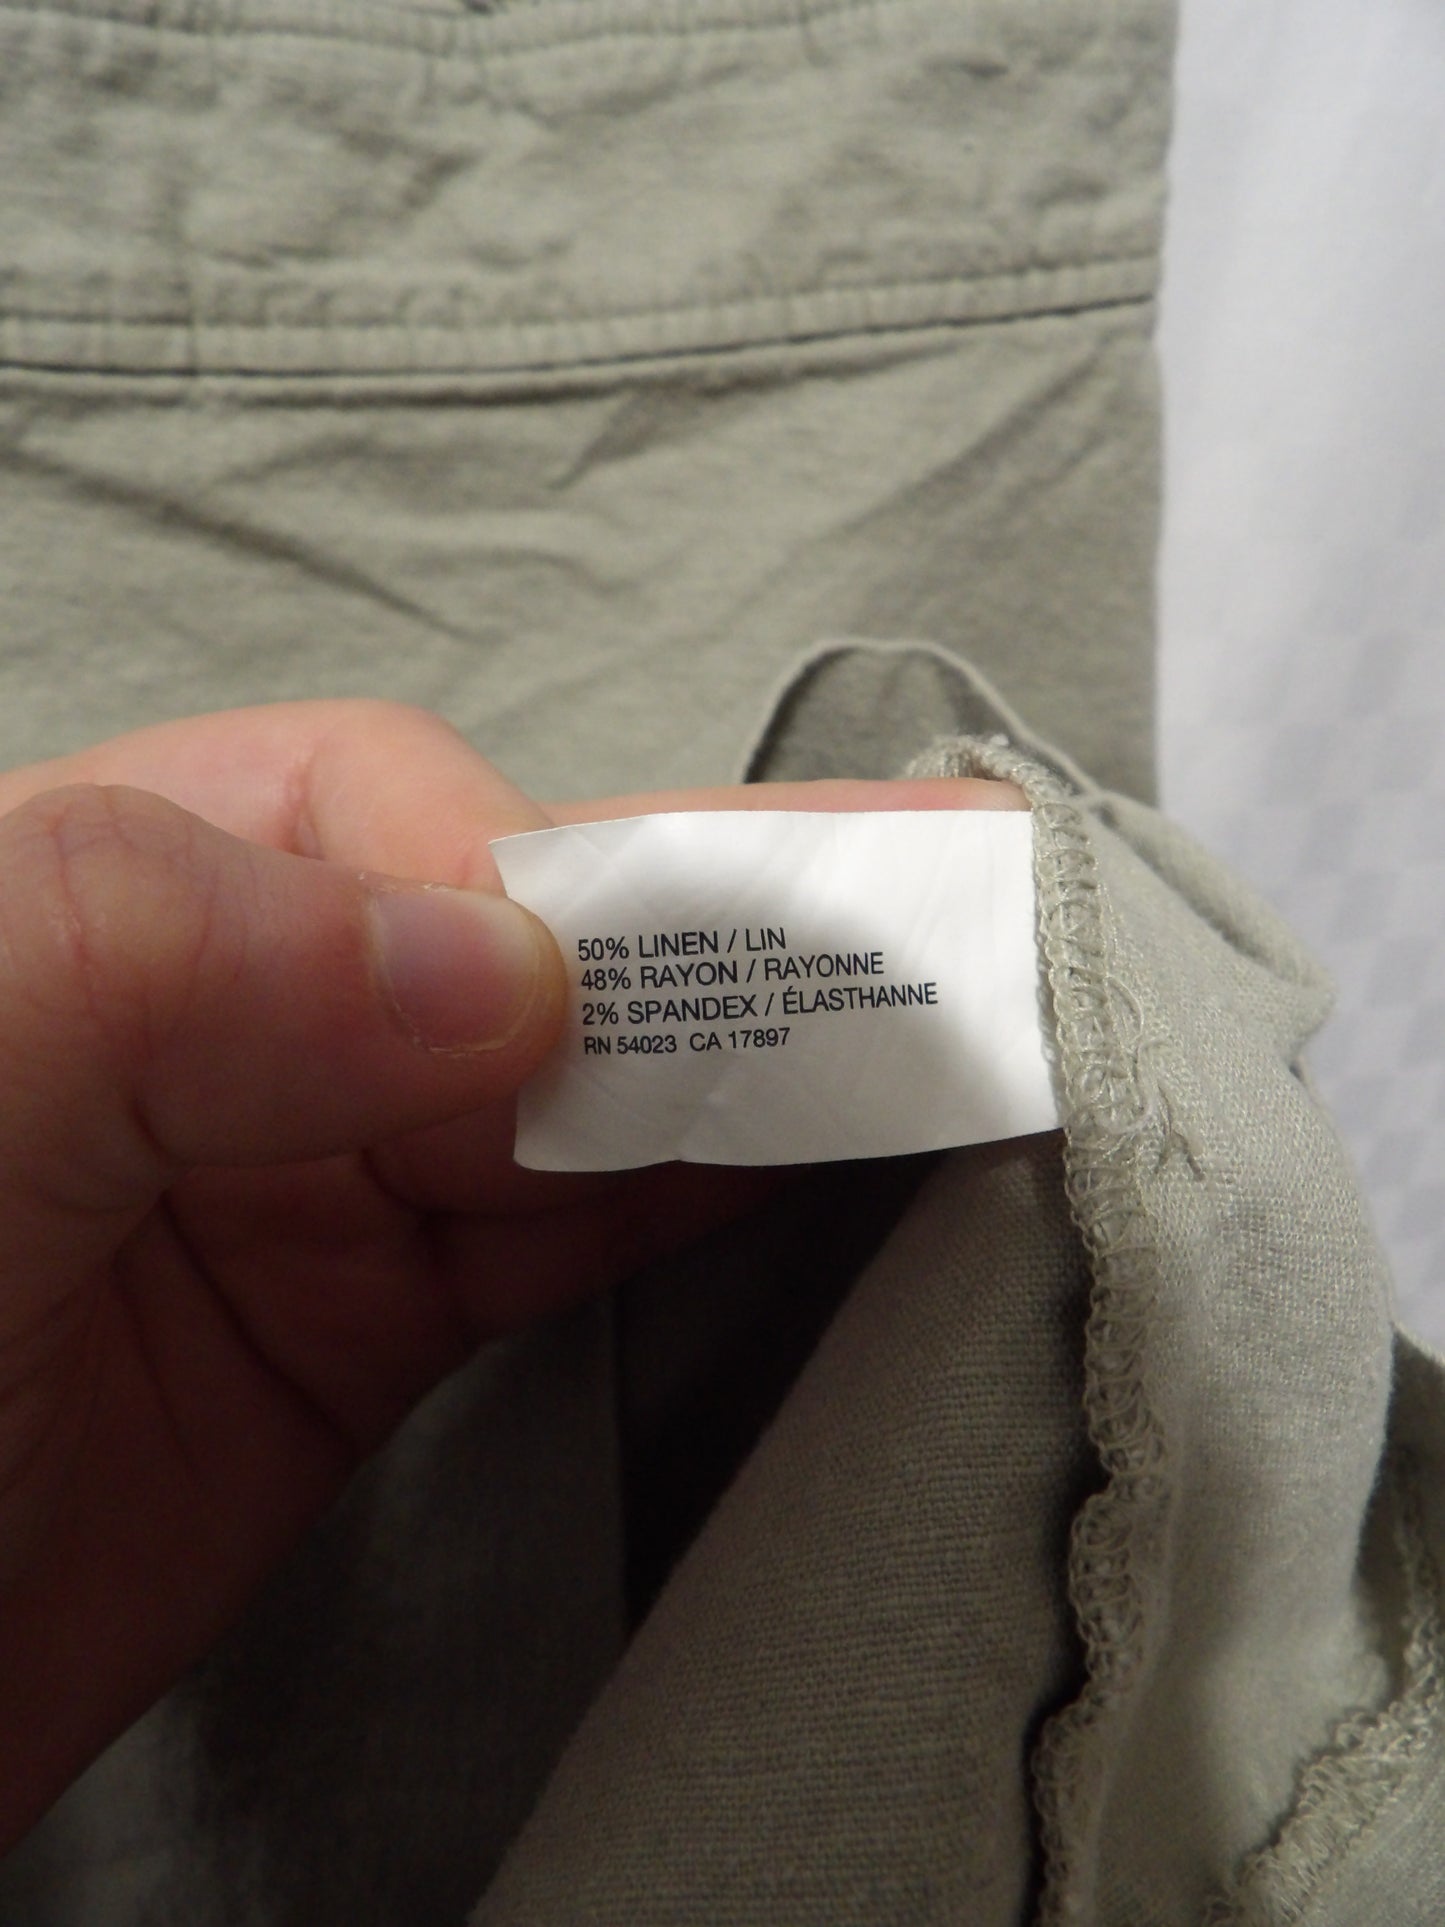 50% LINEN / LIN
48% RAYON / RAYONNE
2% SPANDEX / ÉLASTHANNE
RN 54023 CA 17897